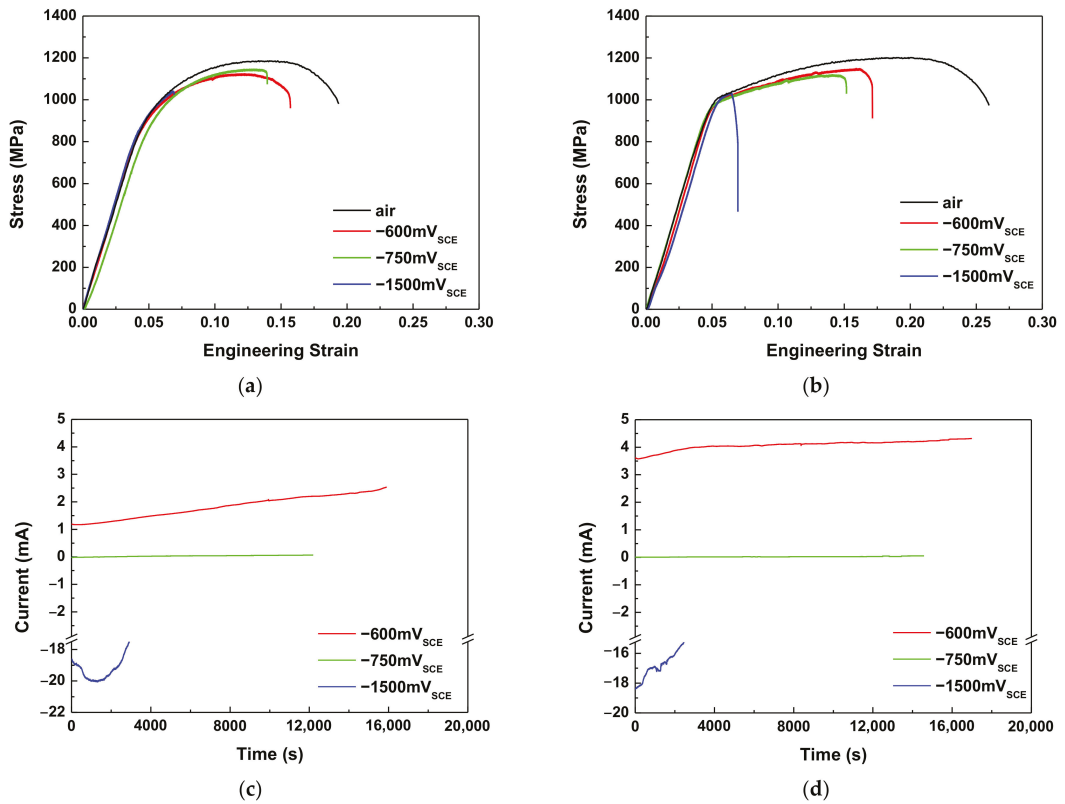 1400
1200
1000
800
600
400
200
0
Stress (MPa)
0.00 0.05 0.10 0.15 0.20 0.25 0.30
Engineering Strain
air
−600mVSCE
−750mVSCE
−1500mVSCE
(a)
1400
1200
1000
800
600
400
200
0
Stress (MPa)
0.00 0.05 0.10 0.15 0.20 0.25 0.30
Engineering Strain
air
−600mVSCE
−750mVSCE
−1500mVSCE
(b)
5
4
3
2
1
0
−1
−2
−18
−20
−22
Current (mA)
0 4000 8000 12,000 16,000 20,000
Time (s)
−600mVSCE
−750mVSCE
−1500mVSCE
(c)
5
4
3
2
1
0
−1
−2
−16
−18
−20
Current (mA)
0 4000 8000 12,000 16,000 20,000
Time (s)
−600mVSCE
−750mVSCE
−1500mVSCE
(d)